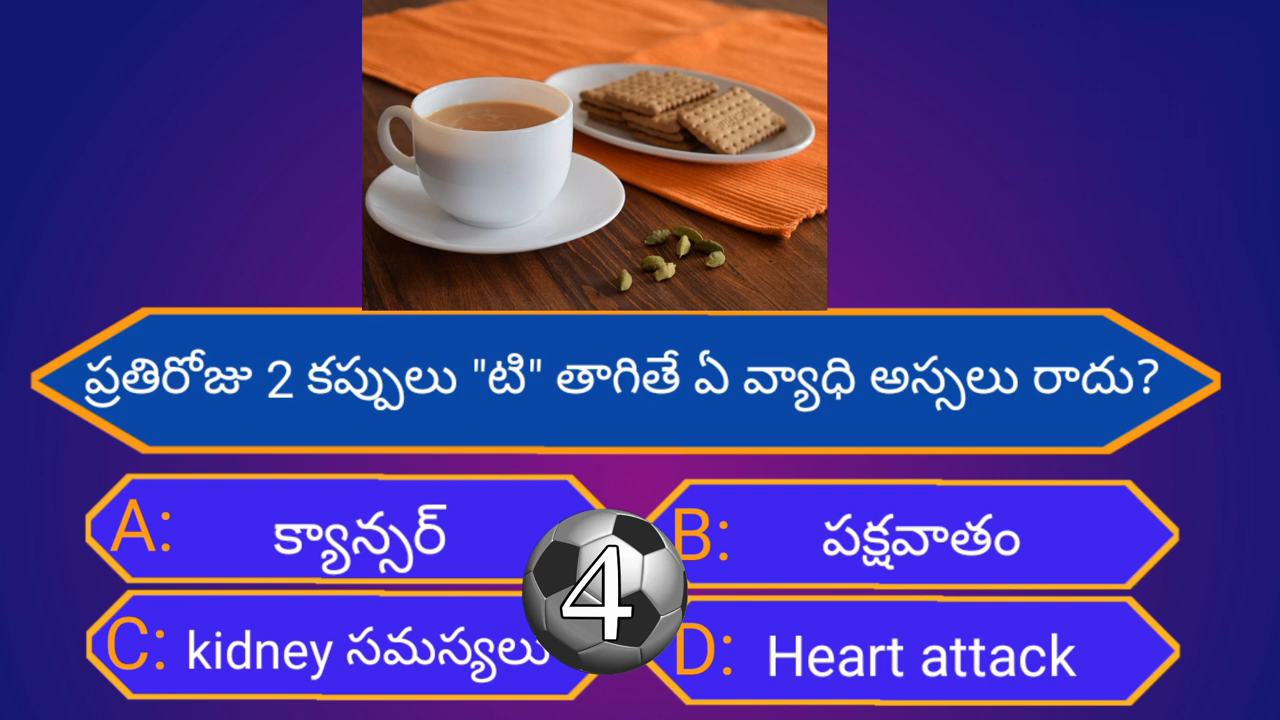 ప్రతిరోజు 2 కప్పులు "టి" తాగితే ఏ వ్యాధి అస్సలు రాదు?
A: క్యాన్సర్
B: పక్షవాతం
C: kidney సమస్యలు
4
D: Heart attack